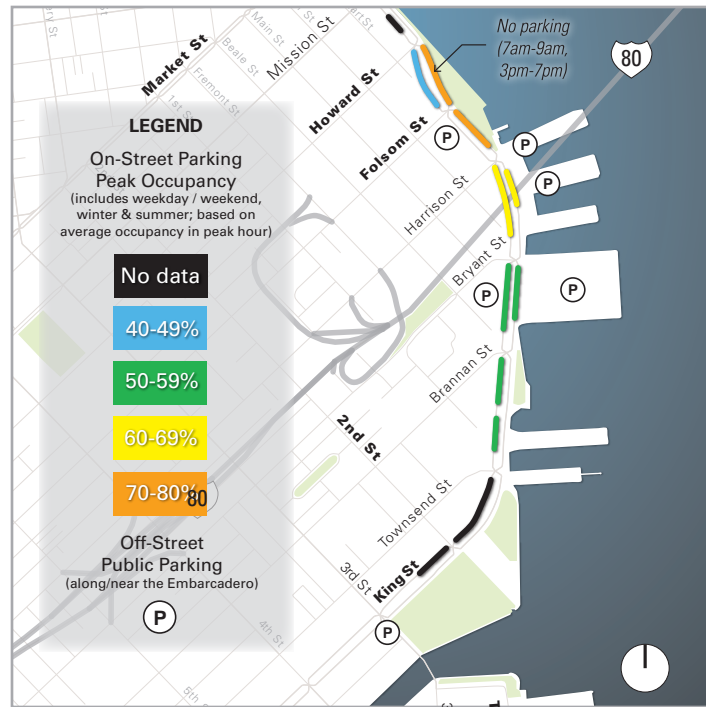 Main St
Beale St
Fremont St
1st St
Mission St
Market St
Howard St
Folsom St
No parking
(7am-9am,
3pm-7pm)
80
P
P
P
Harrison St
Bryant St
P
P
Brannan St
2nd St
Townsend St
King St
3rd St
4th St
P
LEGEND
On-Street Parking
Peak Occupancy
(includes weekday / weekend,
winter & summer; based on
average occupancy in peak hour)
No data
40-49%
50-59%
60-69%
70-80%
80
Off-Street
Public Parking
(along/near the Embarcadero)
P